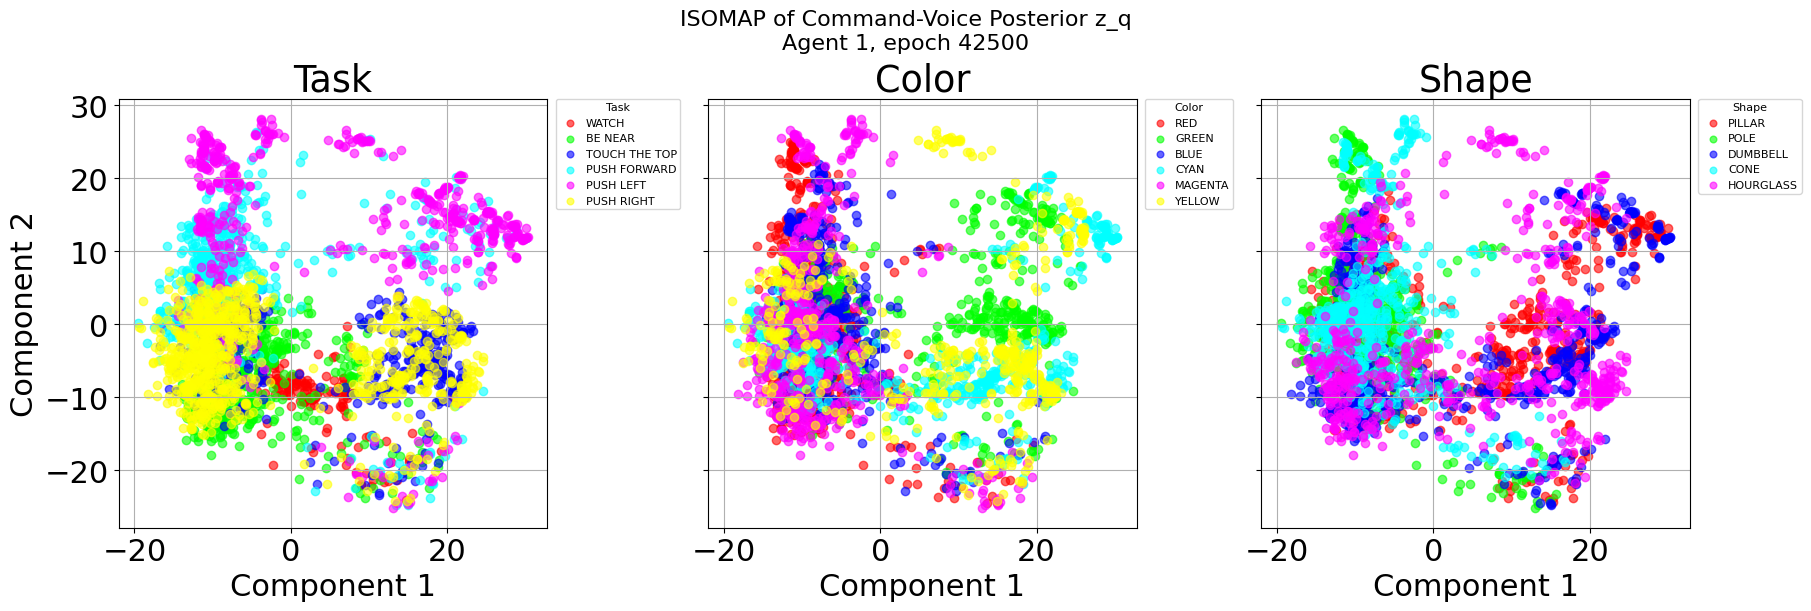 ISOMAP of Command-Voice Posterior z_q
Agent 1, epoch 42500
Task
Color
Shape
Task
WATCH
BE NEAR
TOUCH THE TOP
PUSH FORWARD
PUSH LEFT
PUSH RIGHT
Color
RED
GREEN
BLUE
CYAN
MAGENTA
YELLOW
Shape
PILLAR
POLE
DUMBBELL
CONE
HOURGLASS
Component 2
30
20
10
0
−10
−20
−20 0 20
−20 0 20
−20 0 20
Component 1
Component 1
Component 1